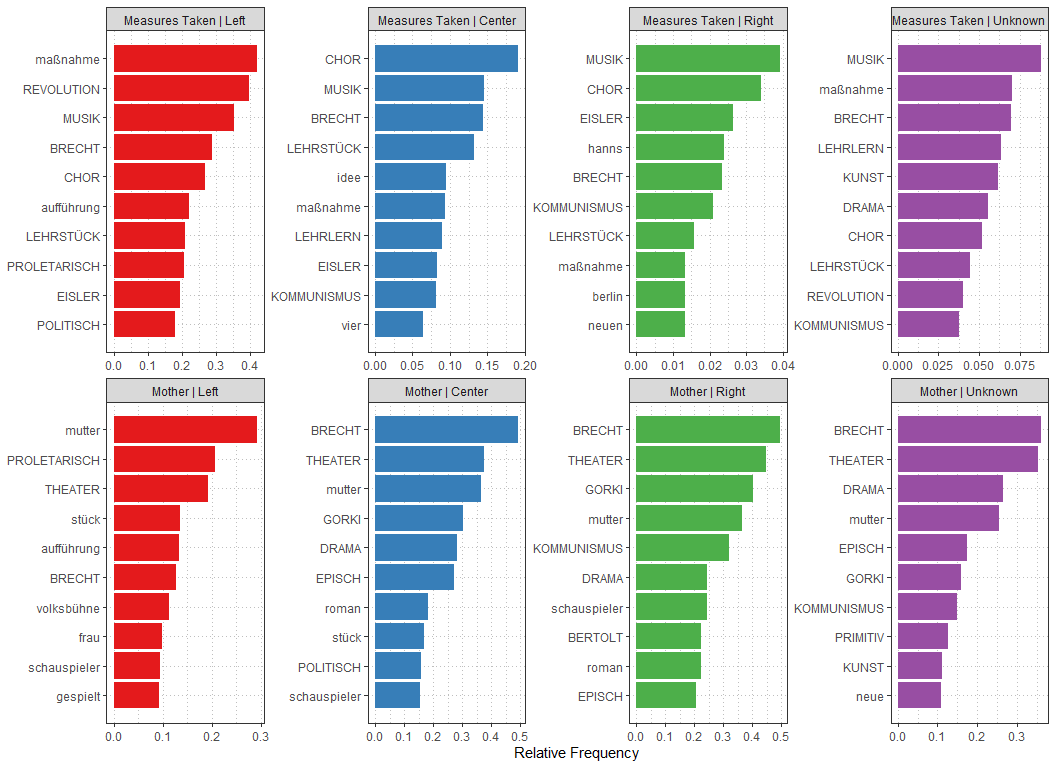 Measures Taken | Left
maßnahme
REVOLUTION
MUSIK
BRECHT
CHOR
aufführung
LEHRSTÜCK
PROLETARISCH
EISLER
POLITISCH
0.0 0.1 0.2 0.3 0.4
Measures Taken | Center
CHOR
MUSIK
BRECHT
LEHRSTÜCK
idee
maßnahme
LEHRLERN
EISLER
KOMMUNISMUS
vier
0.00 0.05 0.10 0.15 0.20
Measures Taken | Right
MUSIK
CHOR
EISLER
hanns
BRECHT
KOMMUNISMUS
LEHRSTÜCK
maßnahme
berlin
neuen
0.00 0.01 0.02 0.03 0.04
Measures Taken | Unknown
MUSIK
maßnahme
BRECHT
LEHRLERN
KUNST
DRAMA
CHOR
LEHRSTÜCK
REVOLUTION
KOMMUNISMUS
0.000 0.025 0.050 0.075
Mother | Left
mutter
PROLETARISCH
THEATER
stück
aufführung
BRECHT
volksbühne
frau
schauspieler
gespielt
0.0 0.1 0.2 0.3
Mother | Center
BRECHT
THEATER
mutter
GORKI
DRAMA
EPISCH
roman
stück
POLITISCH
schauspieler
0.0 0.1 0.2 0.3 0.4 0.5
Mother | Right
BRECHT
THEATER
GORKI
mutter
KOMMUNISMUS
DRAMA
schauspieler
BERTOLT
roman
EPISCH
0.0 0.1 0.2 0.3 0.4 0.5
Mother | Unknown
BRECHT
THEATER
DRAMA
mutter
EPISCH
GORKI
KOMMUNISMUS
PRIMITIV
KUNST
neue
0.0 0.1 0.2 0.3
Relative Frequency